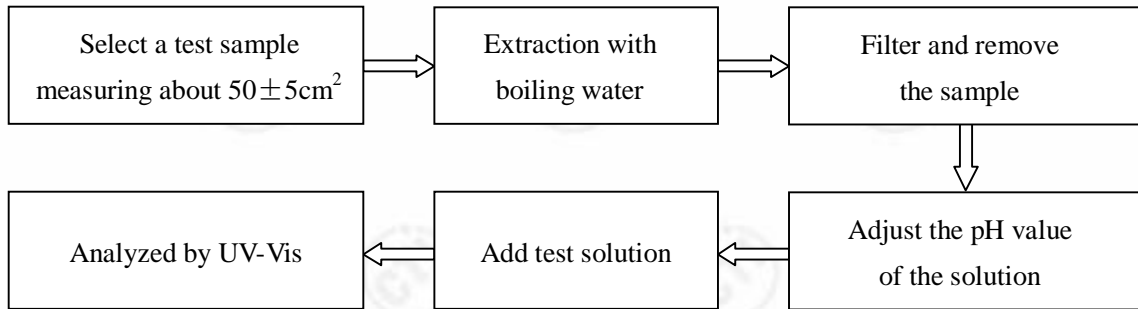 Select a test sample
measuring about 50±5cm²
Extraction with
boiling water
Filter and remove
the sample
Adjust the pH value
of the solution
Add test solution
Analyzed by UV-Vis